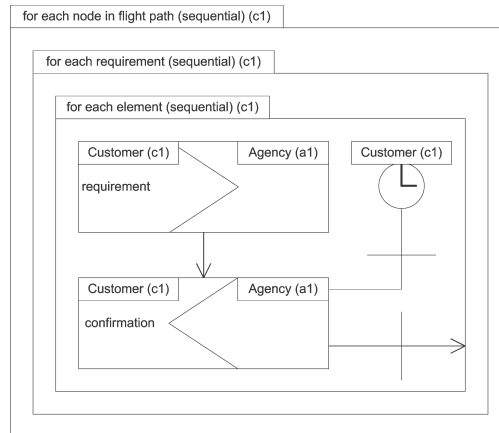 for each node in flight path (sequential) (c1)
for each requirement (sequential) (c1)
for each element (sequential) (c1)
Customer (c1) Agency (a1) Customer (c1)
requirement
Customer (c1) Agency (a1)
confirmation